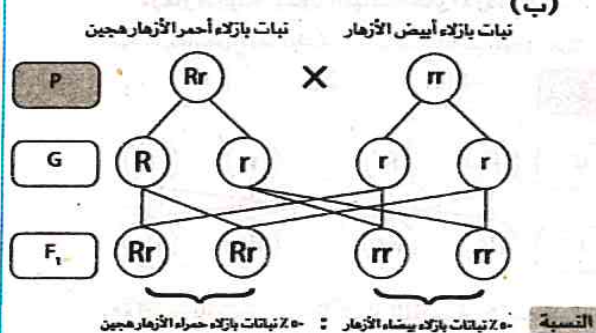 (ب)
نبات بازلاء أبيض الأزهار نبات بازلاء أحمر الأزهار هجين
P Rr × rr
G R r r r
F₁ Rr Rr rr rr
النسبة ٥٠٪ نباتات بازلاء بيضاء الأزهار : ٥٠٪ نباتات بازلاء حمراء الأزهار هجين